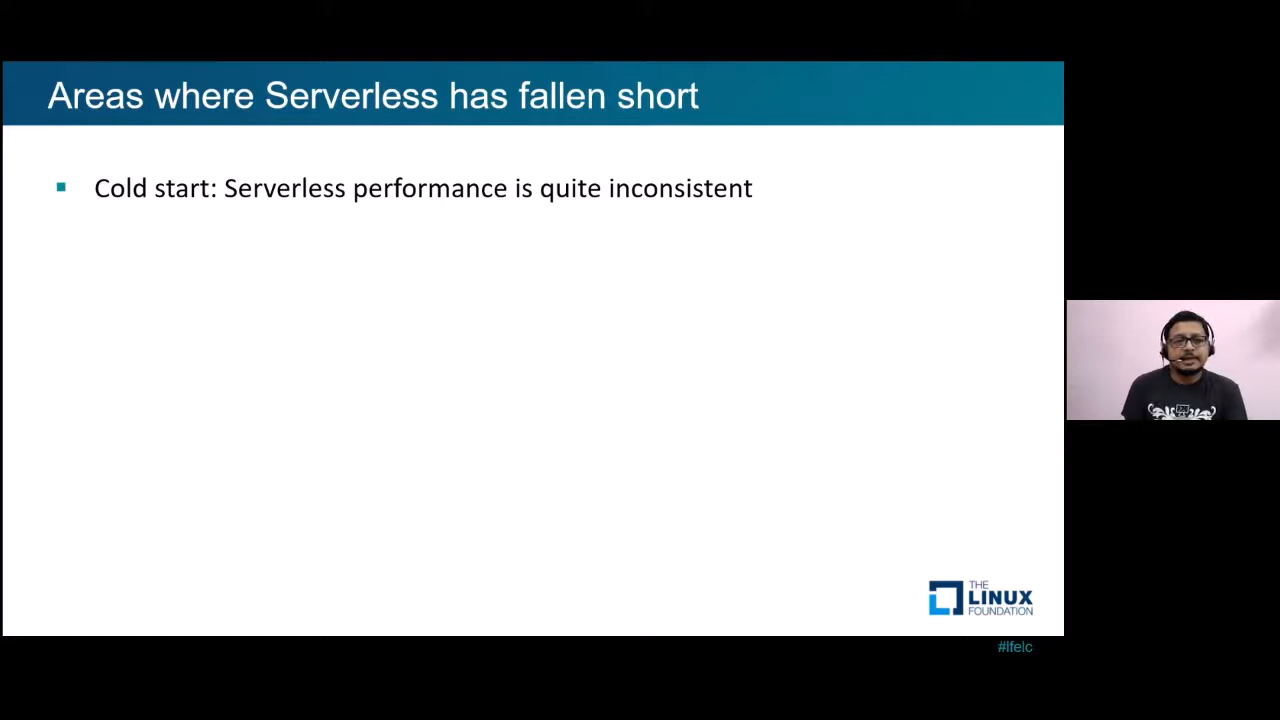 Areas where Serverless has fallen short
Cold start: Serverless performance is quite inconsistent
THE
LINUX
FOUNDATION
#lfelc